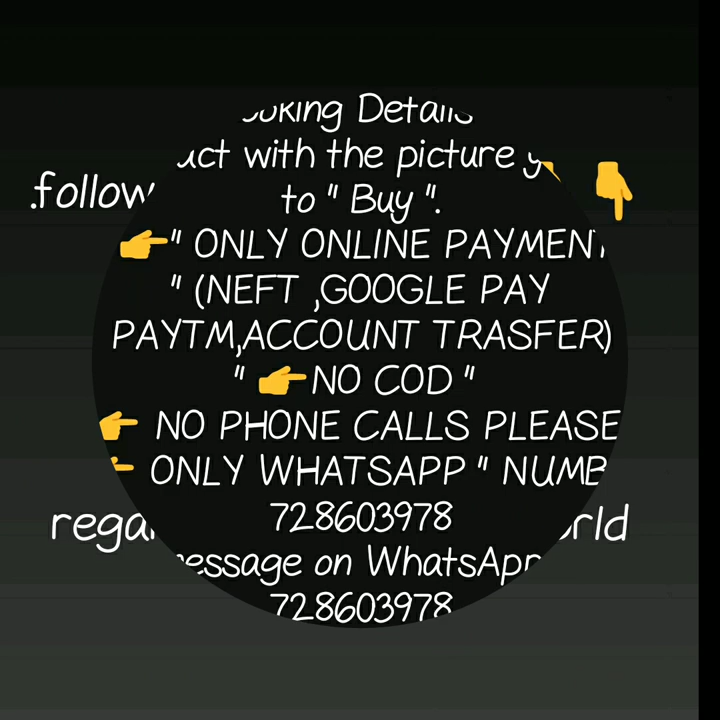 Details
with the picture
.follow
to " Buy ".
👉" ONLY ONLINE PAYMENT
" (NEFT ,GOOGLE PAY
PAYTM,ACCOUNT TRASFER)
" 👉NO COD "
👉 NO PHONE CALLS PLEASE
ONLY WHATSAPP " NUMB
728603978
on WhatsApp
728603978